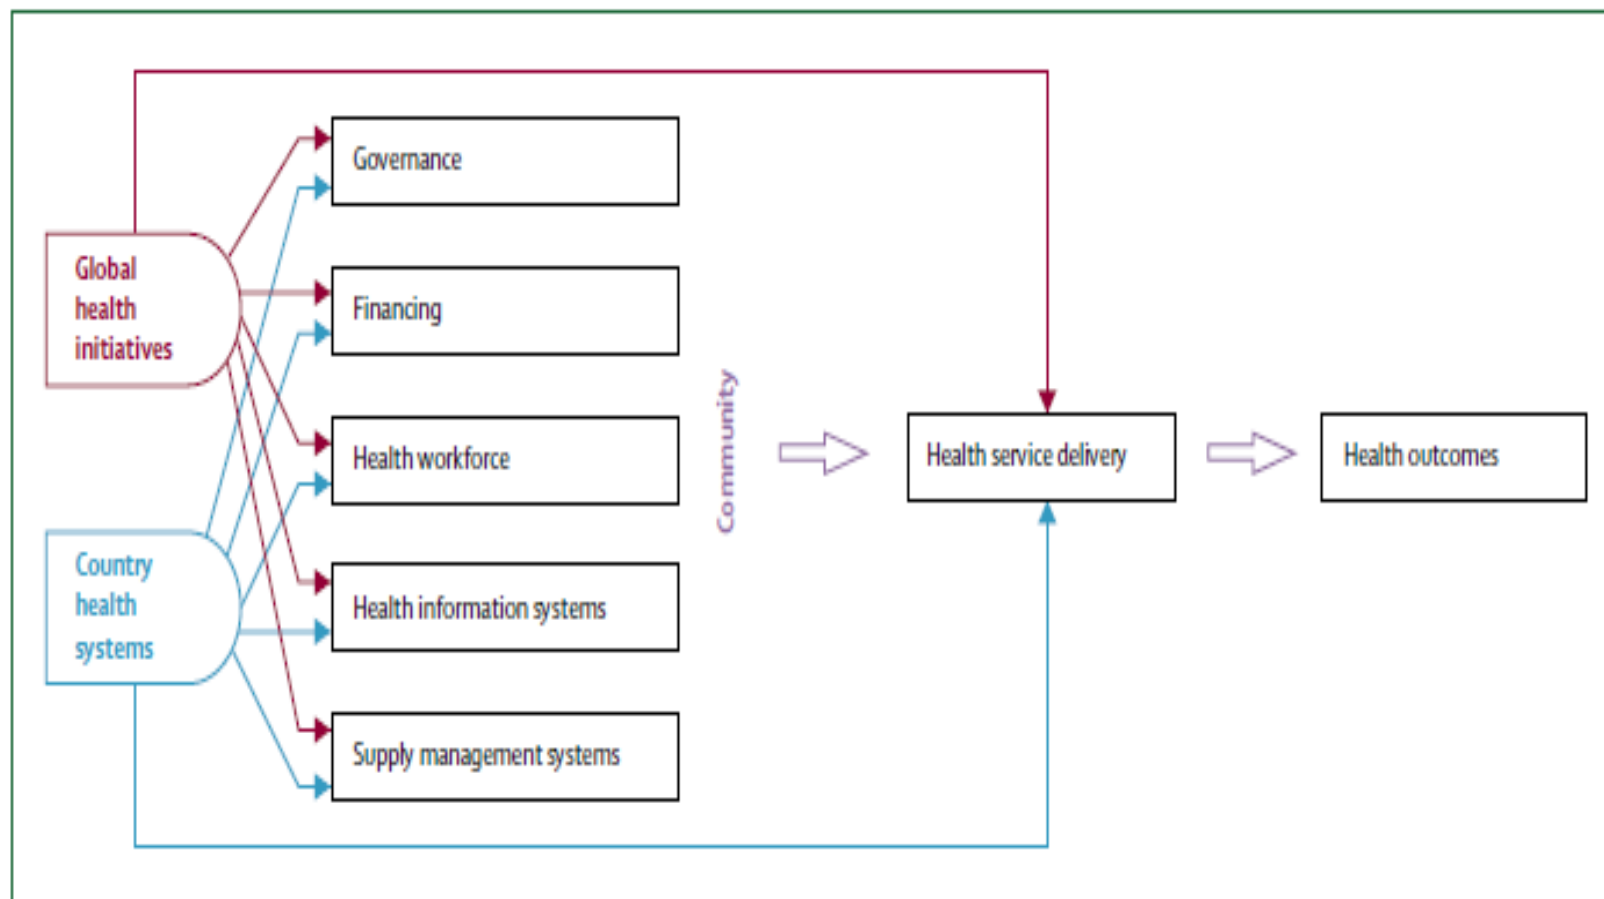 Global
health
initiatives
Country
health
systems
Governance
Financing
Health workforce
Health information systems
Supply management systems
Community
Health service delivery
Health outcomes